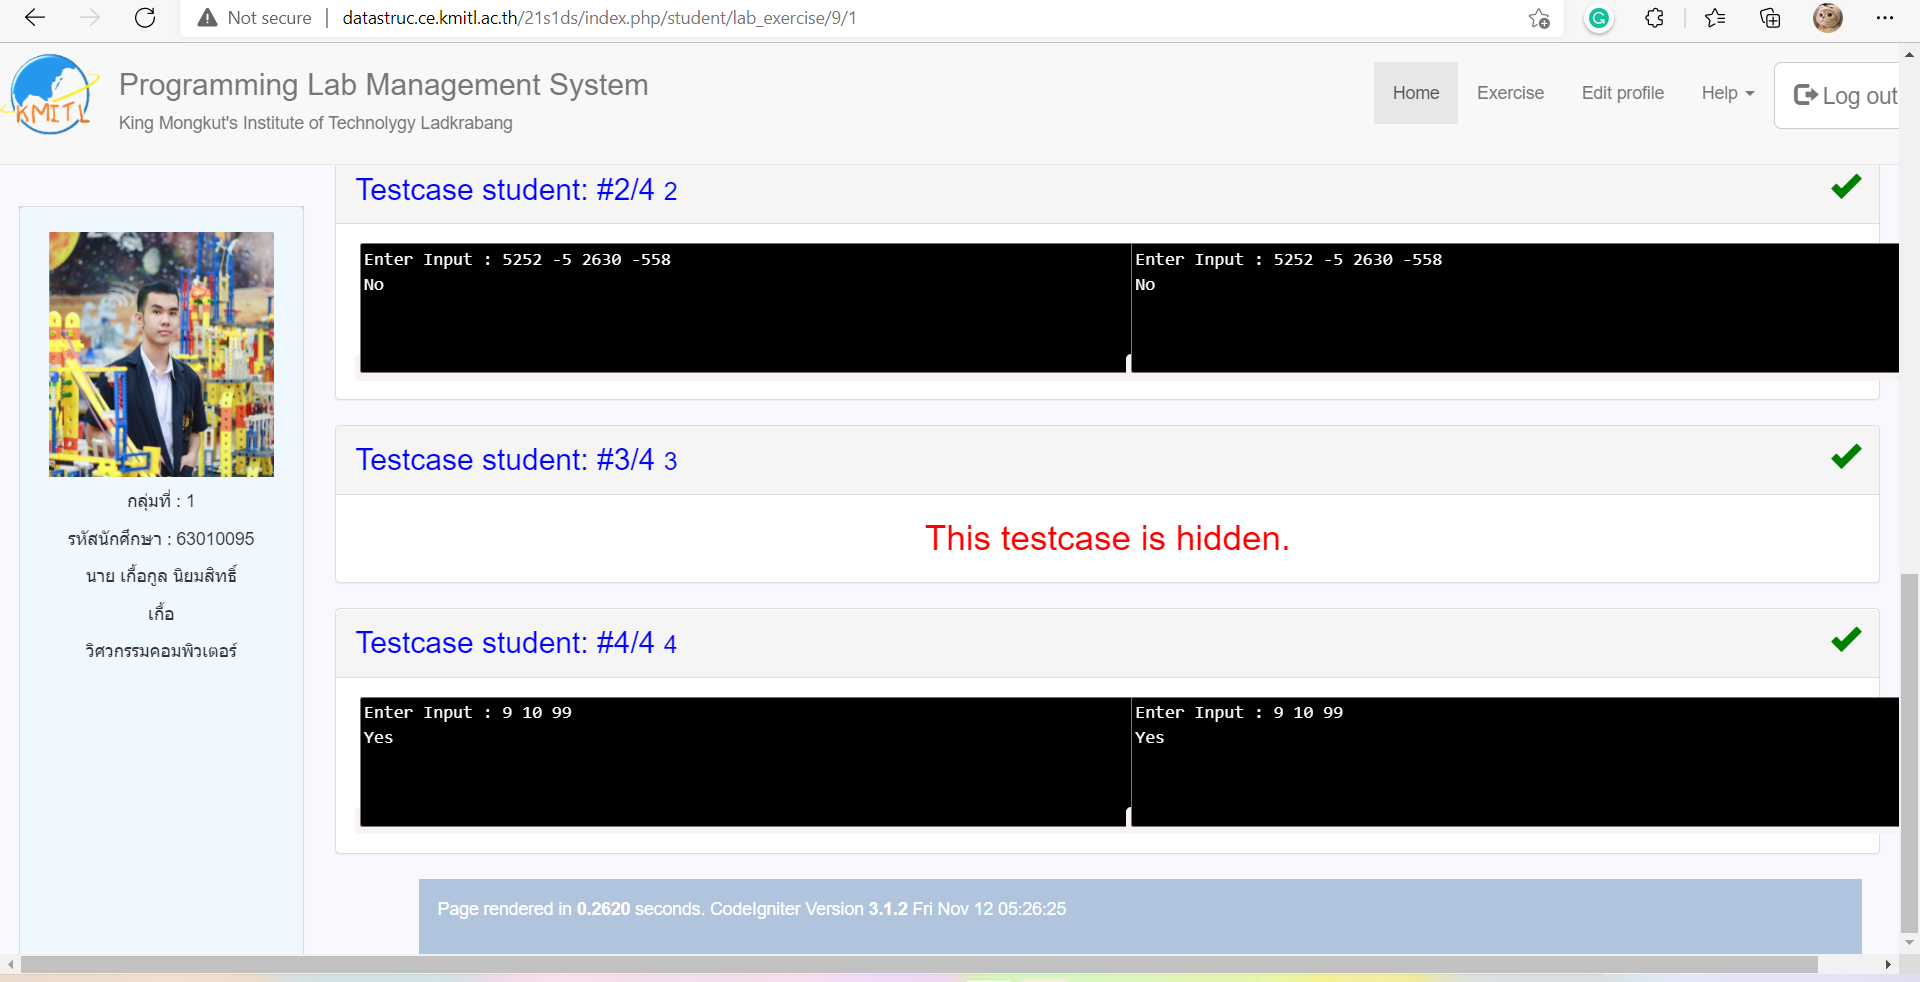 Not secure
datastruc.ce.kmitl.ac.th/21s1ds/index.php/student/lab_exercise/9/1
KMITL
Programming Lab Management System
King Mongkut's Institute of Technolygy Ladkrabang
Home
Exercise
Edit profile
Help
Log out
กลุ่มที่ : 1
รหัสนักศึกษา : 63010095
นาย เกื้อกูล นิยมสิทธิ์
เกื้อ
วิศวกรรมคอมพิวเตอร์
Testcase student: #2/4 2
Enter Input : 5252 -5 2630 -558
No
Enter Input : 5252 -5 2630 -558
No
Testcase student: #3/4 3
This testcase is hidden.
Testcase student: #4/4 4
Enter Input : 9 10 99
Yes
Enter Input : 9 10 99
Yes
Page rendered in 0.2620 seconds. CodeIgniter Version 3.1.2 Fri Nov 12 05:26:25